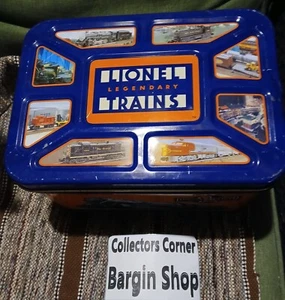 LIONEL
LEGENDARY
TRAINS
Collectors Corner
Bargin Shop